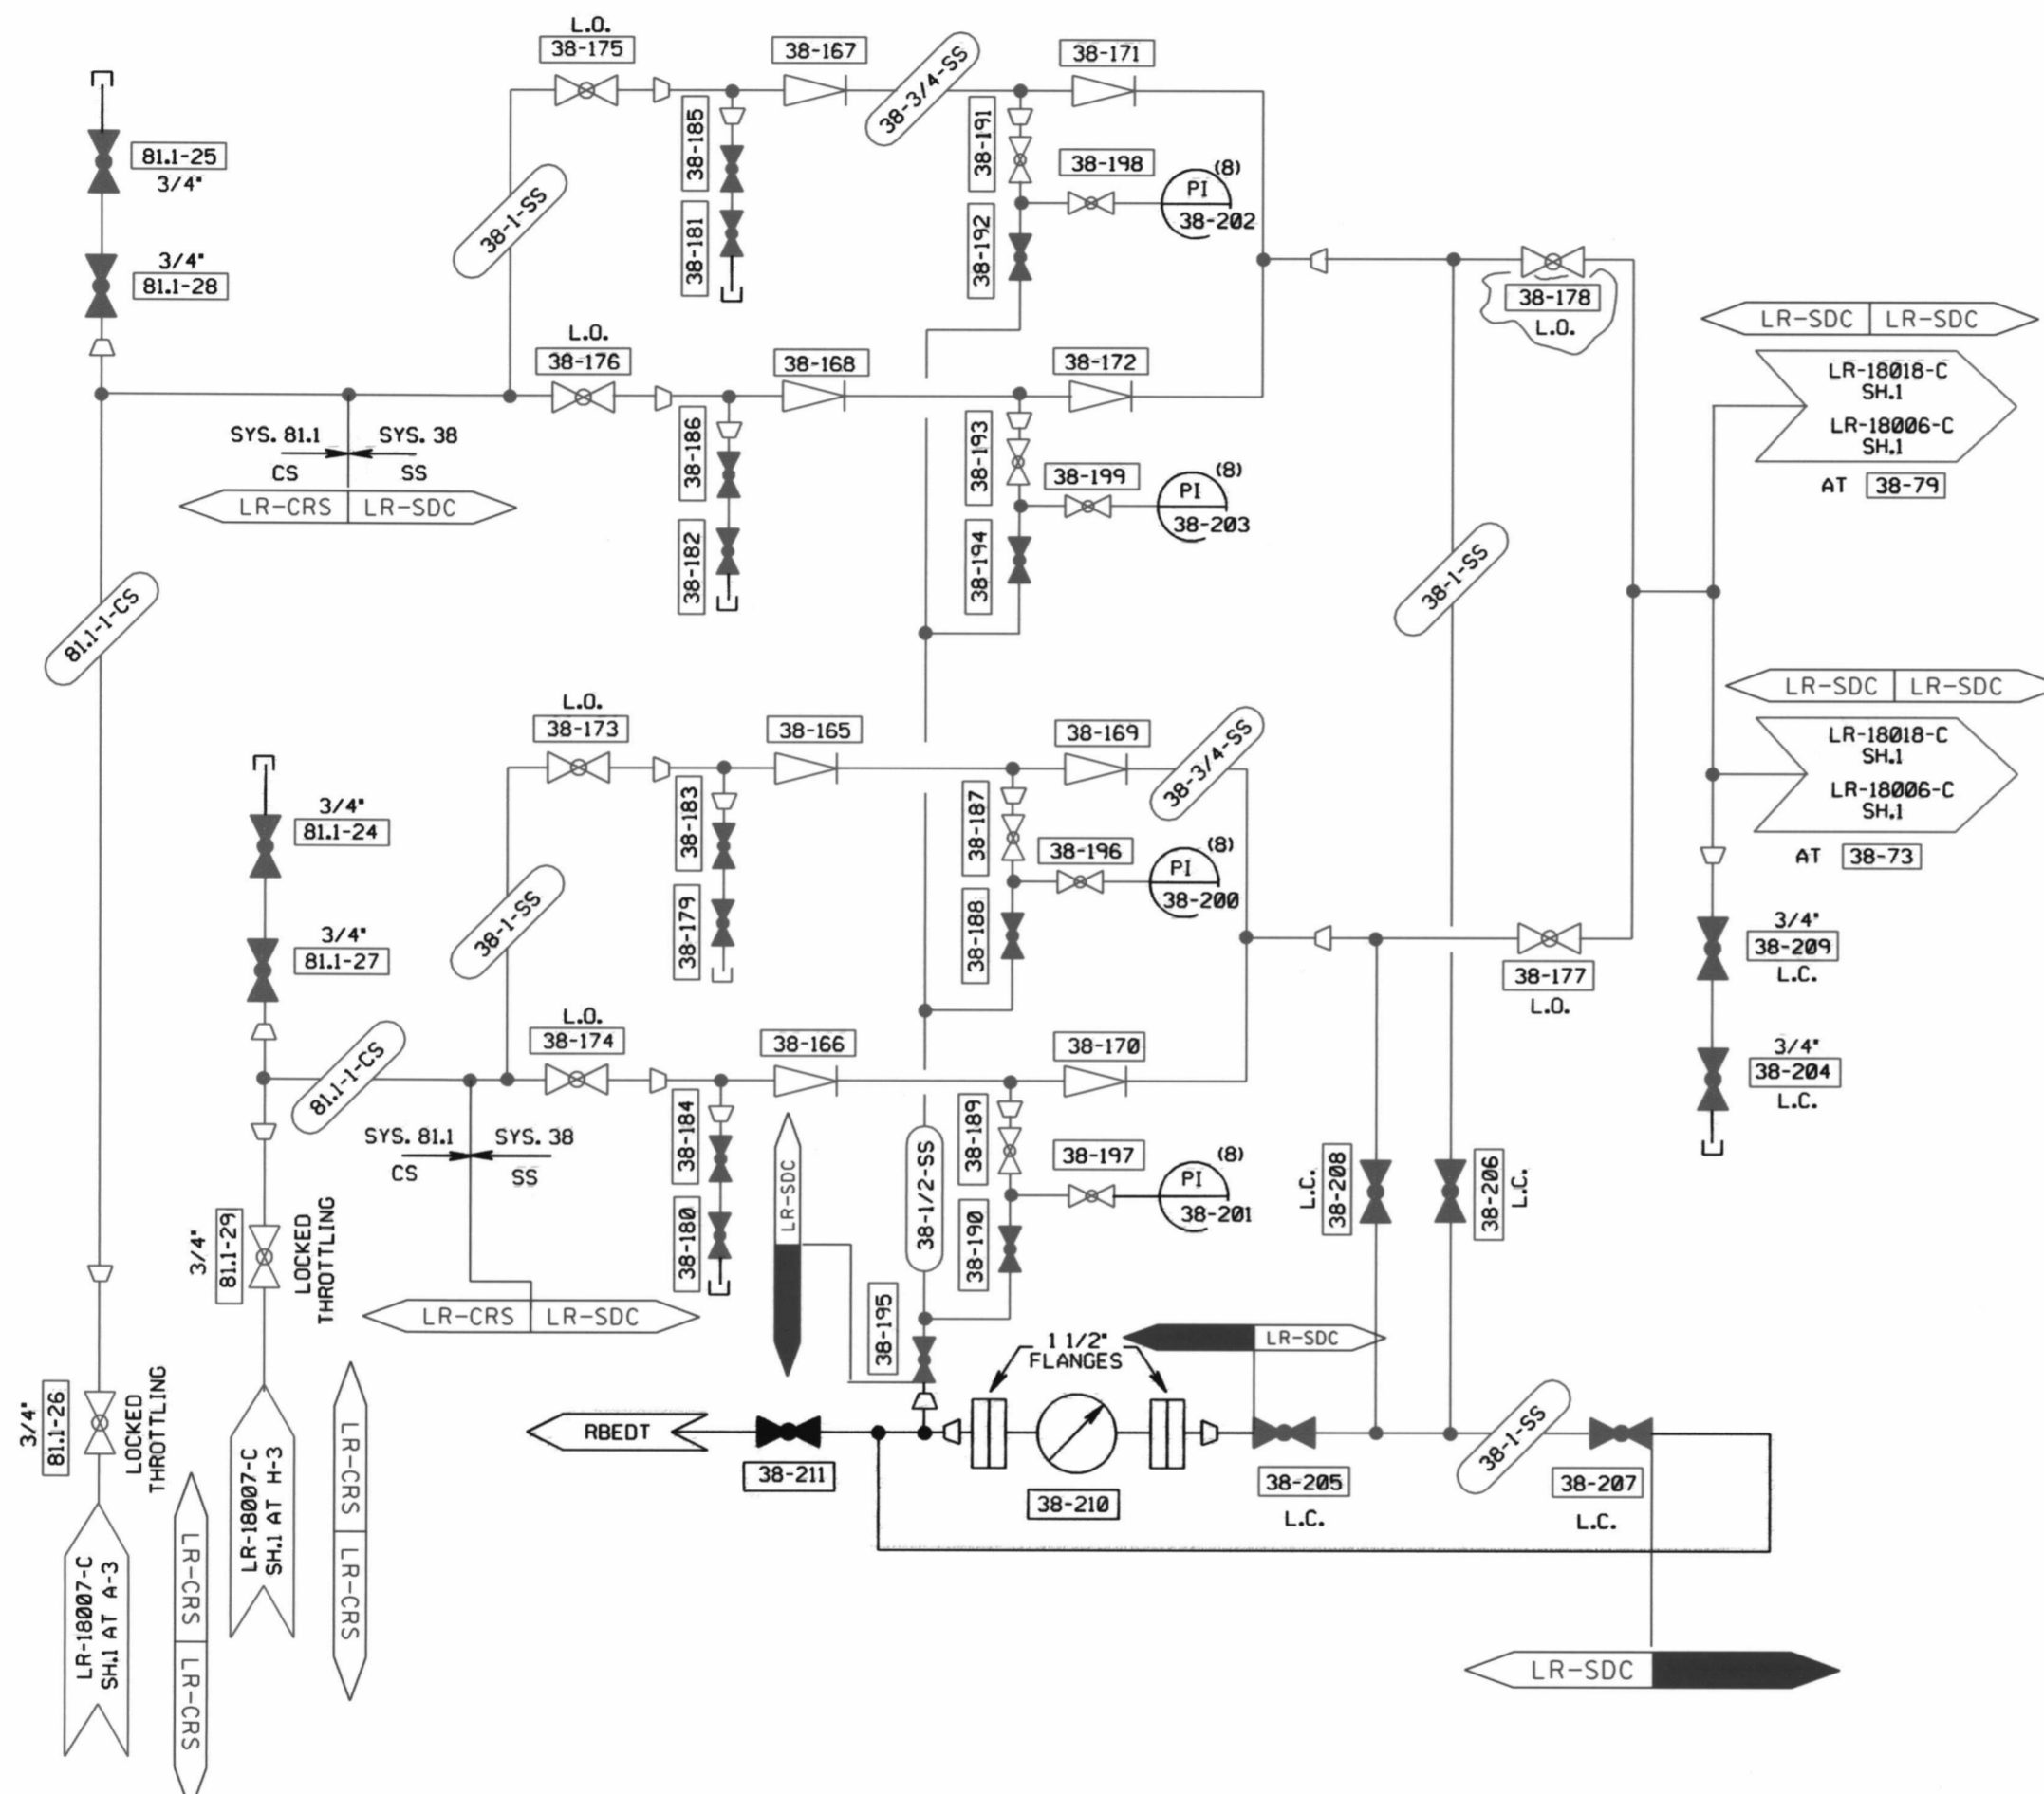 L.O.
38-175
38-167
38-3/4-SS
38-171
81.1-25
3/4"
38-185
38-191
38-198
(8)
PI
38-202
38-1-SS
38-181
38-192
3/4"
81.1-28
38-178
L.O.
LR-SDC
LR-SDC
L.O.
38-176
38-168
38-172
LR-18018-C
SH.1
LR-18006-C
SH.1
AT
38-79
SYS. 81.1
SYS. 38
CS
SS
LR-CRS
LR-SDC
38-186
38-193
38-199
(8)
PI
38-203
38-182
38-194
38-1-SS
81.1-1-CS
LR-SDC
LR-SDC
L.O.
38-173
38-165
38-169
38-3/4-SS
LR-18018-C
SH.1
LR-18006-C
SH.1
AT
38-73
3/4"
81.1-24
38-183
38-187
38-196
(8)
PI
38-200
38-1-SS
38-179
38-188
3/4"
81.1-27
38-177
L.O.
3/4"
38-209
L.C.
L.O.
38-174
38-166
38-170
3/4"
38-204
L.C.
81.1-1-CS
SYS. 81.1
SYS. 38
CS
SS
38-184
LR-SDC
38-1/2-SS
38-189
38-197
(8)
PI
38-201
L.C.
38-208
38-206
L.C.
38-180
38-190
3/4"
81.1-29
LOCKED
THROTTLING
LR-CRS
LR-SDC
38-195
1 1/2"
FLANGES
LR-SDC
3/4"
81.1-26
LOCKED
THROTTLING
RBEDT
38-211
38-210
38-205
L.C.
38-1-SS
38-207
L.C.
LR-18007-C
SH.1 AT H-3
LR-CRS
LR-CRS
LR-18007-C
SH.1 AT A-3
LR-CRS
LR-CRS
LR-SDC